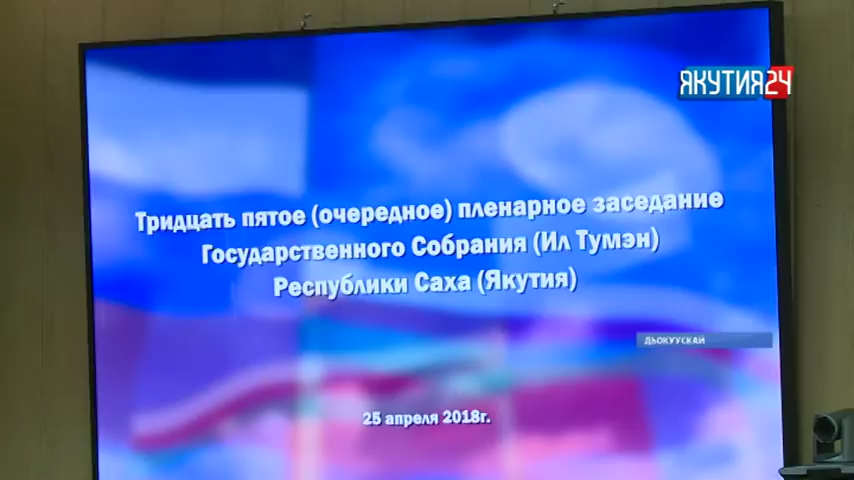 ЯКУТИЯ24
Тридцать пятое (очередное) пленарное заседание
Государственного Собрания (Ил Тумэн)
Республики Саха (Якутия)
ДЬОКУУСКАЙ
25 апреля 2018г.